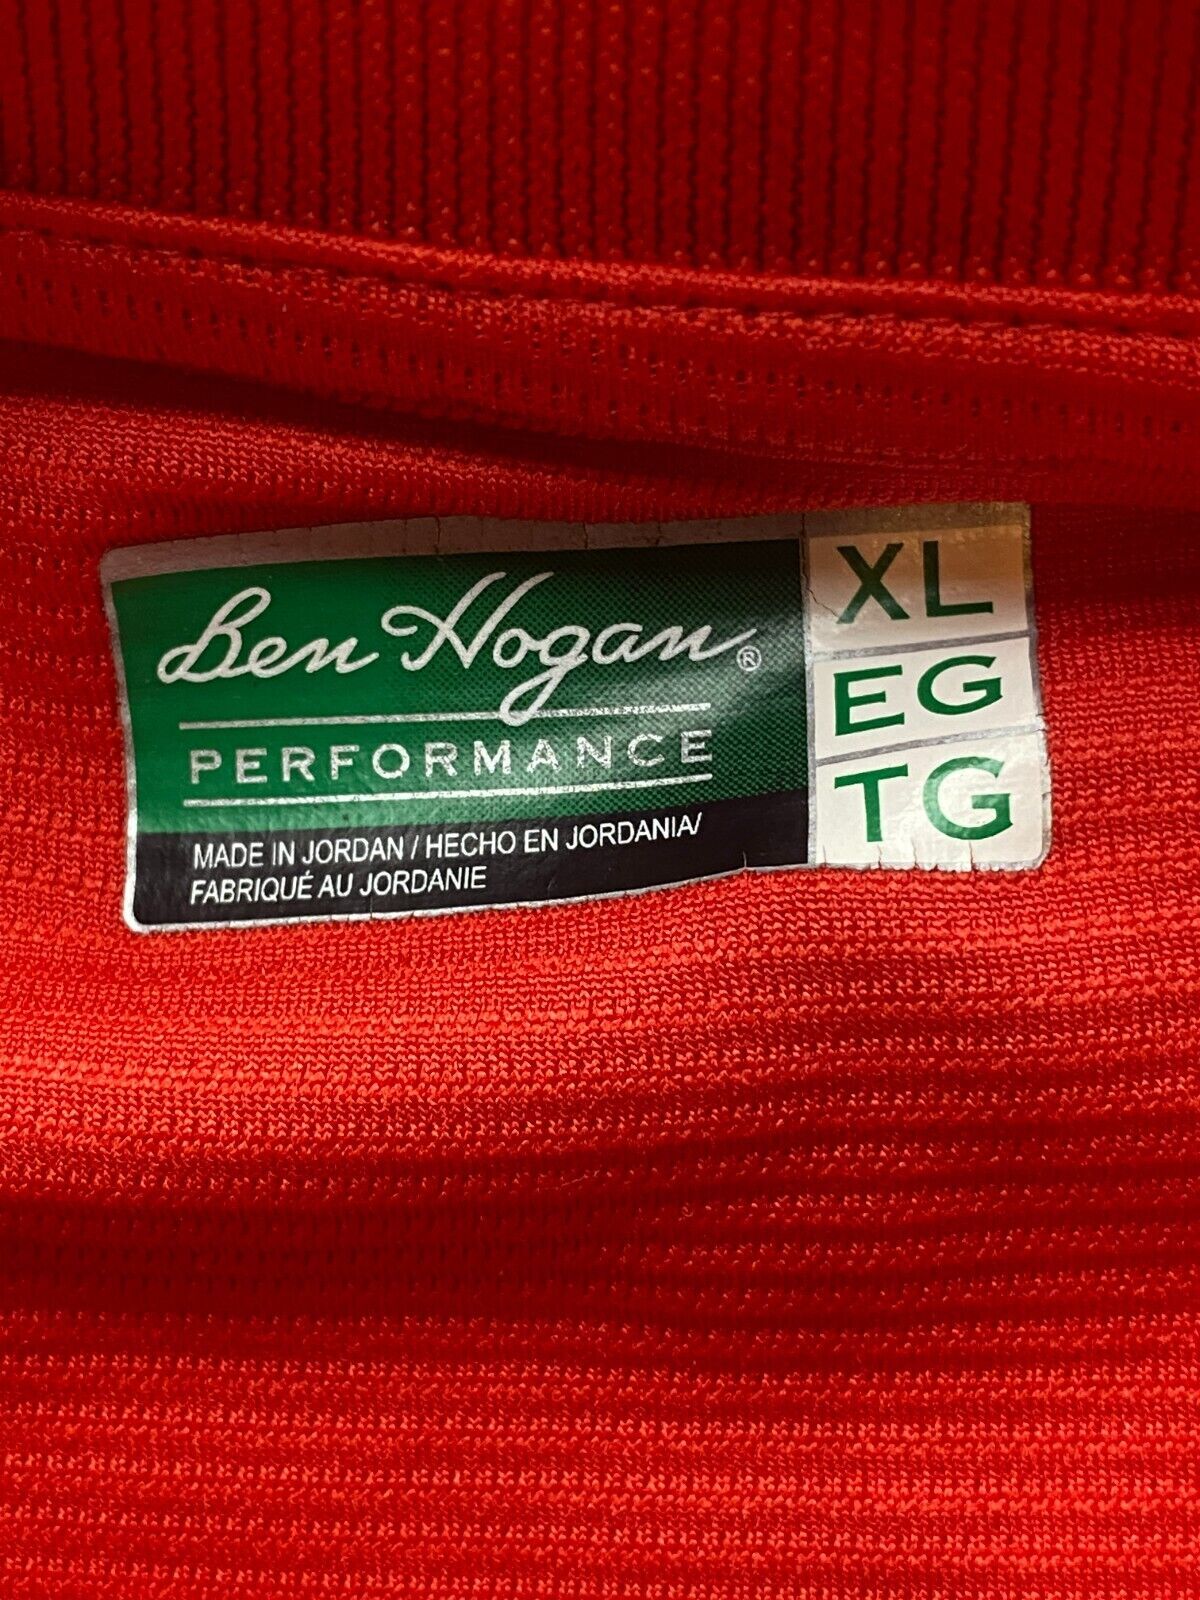 Ben Hogan®
PERFORMANCE
MADE IN JORDAN / HECHO EN JORDANIA/
FABRIQUÉ AU JORDANIE
XL
EG
TG